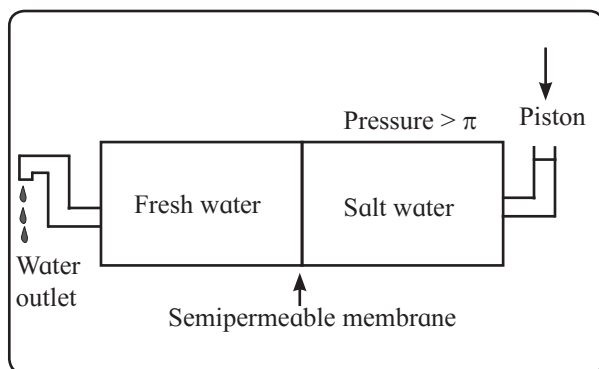 Pressure > π
Piston
Fresh water
Salt water
Water
outlet
Semipermeable membrane